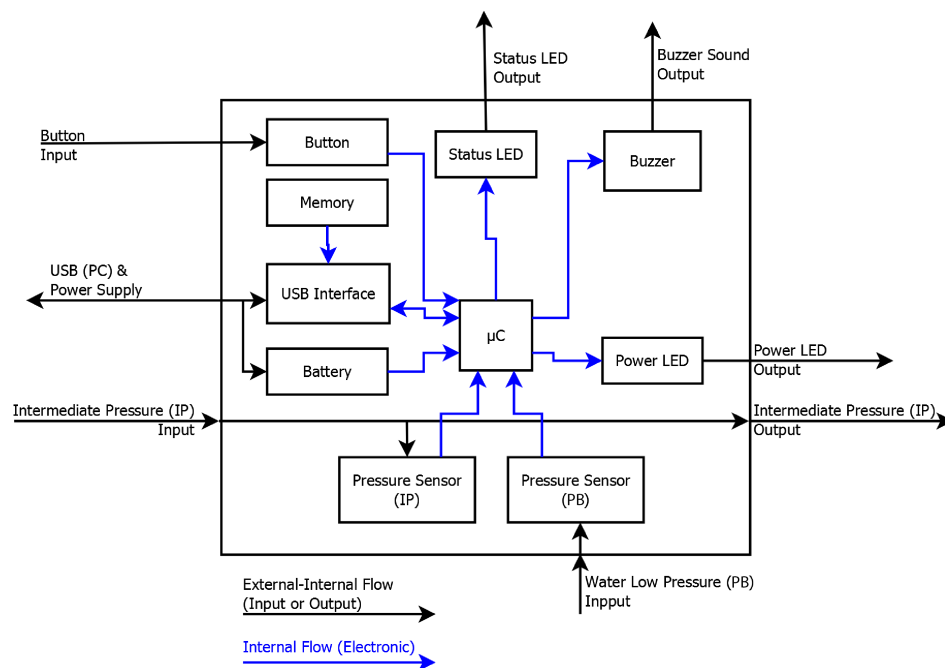 Status LED
Output
Buzzer Sound
Output
Button
Input
Button
Status LED
Buzzer
Memory
USB (PC) &
Power Supply
USB Interface
µC
Battery
Power LED
Power LED
Output
Intermediate Pressure (IP)
Input
Intermediate Pressure (IP)
Output
Pressure Sensor
(IP)
Pressure Sensor
(PB)
Water Low Pressure (PB)
Inpput
External-Internal Flow
(Input or Output)
Internal Flow (Electronic)